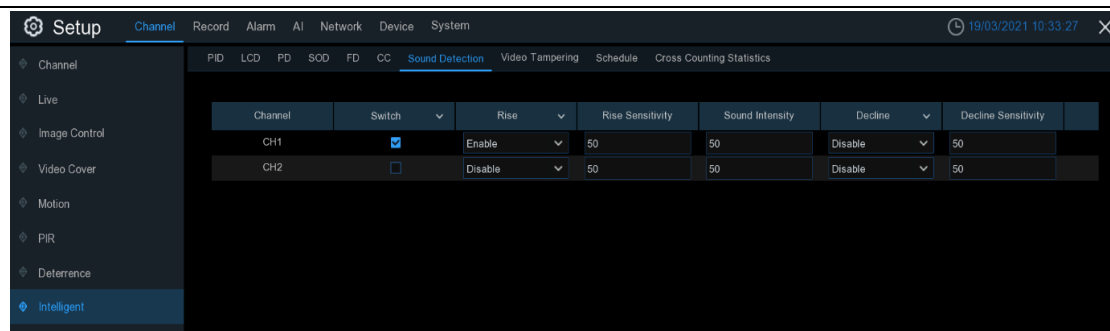 Setup Channel Record Alarm AI Network Device System 19/03/2021 10:33:27
PID LCD PD SOD FD CC Sound Detection Video Tampering Schedule Cross Counting Statistics
Channel
Live
Image Control
Video Cover
Motion
PIR
Deterrence
Intelligent
Channel Switch Rise Rise Sensitivity Sound Intensity Decline Decline Sensitivity
CH1 Enable 50 50 Disable 50
CH2 Disable 50 50 Disable 50